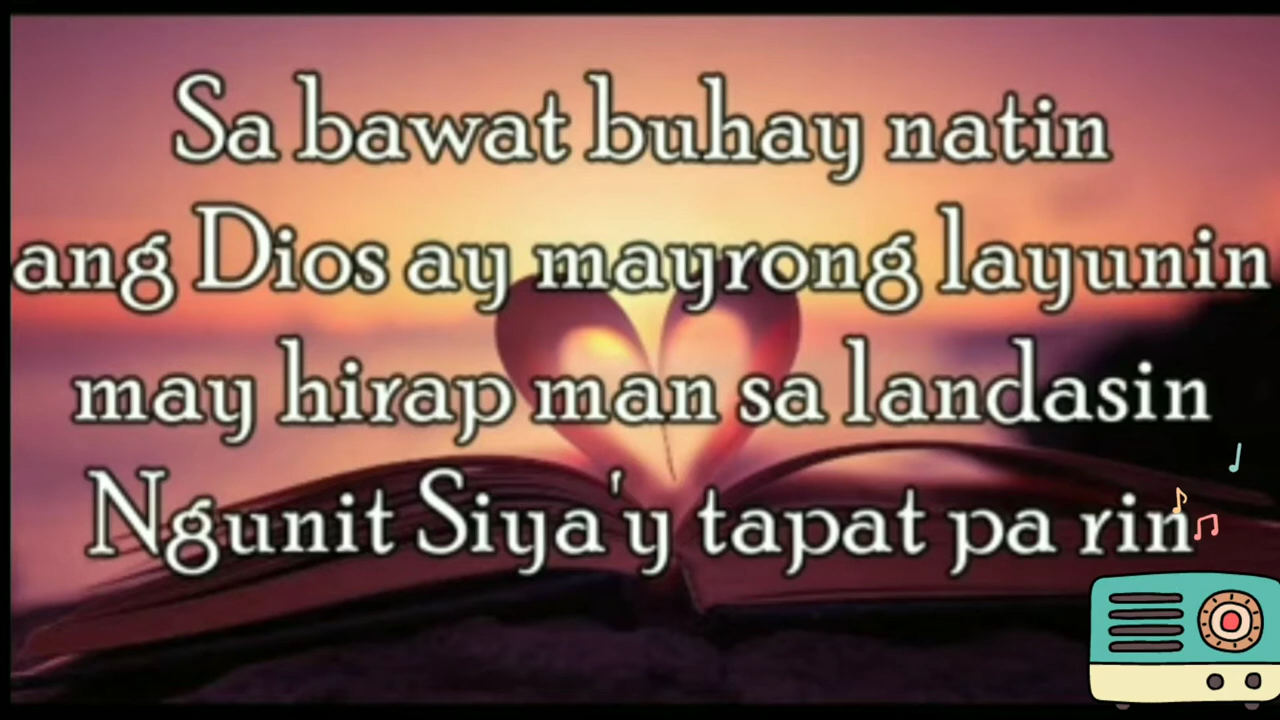 Sa bawat buhay natin
ang Dios ay mayrong layunin
may hirap man sa landasin
Ngunit Siya'y tapat pa rin